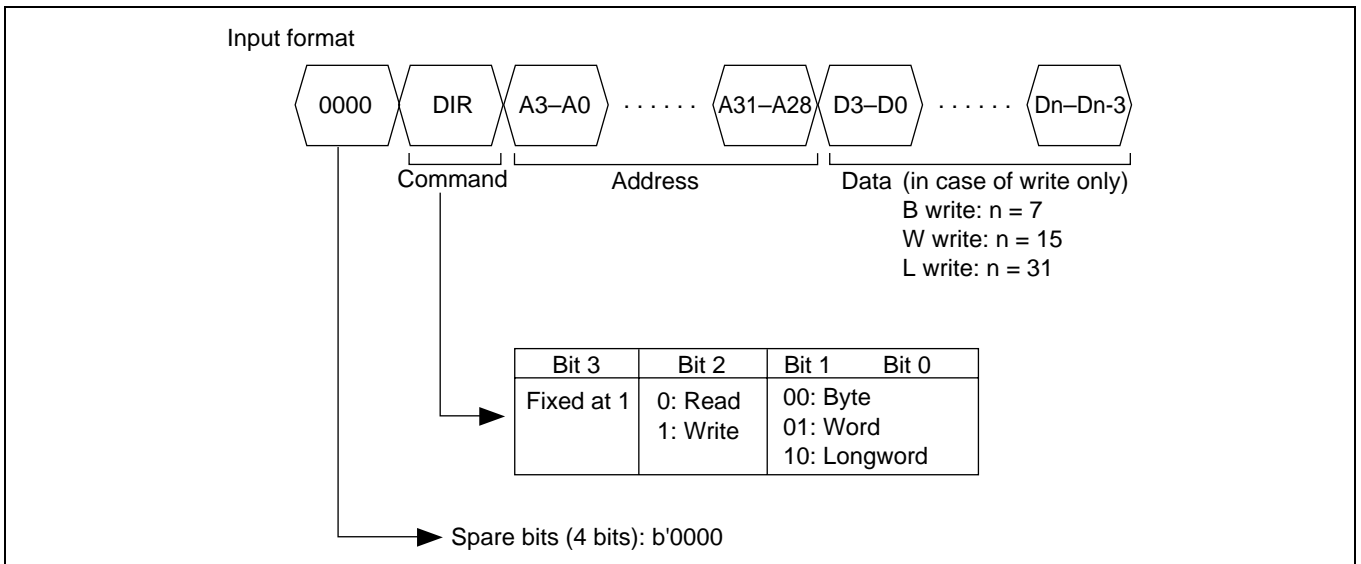 Input format
0000 DIR A3–A0 · · · · · · A31–A28 D3–D0 · · · · · · Dn–Dn-3
Command Address Data (in case of write only)
B write: n = 7
W write: n = 15
L write: n = 31
Bit 3 Bit 2 Bit 1 Bit 0
Fixed at 1 0: Read 00: Byte
1: Write 01: Word
10: Longword
Spare bits (4 bits): b'0000